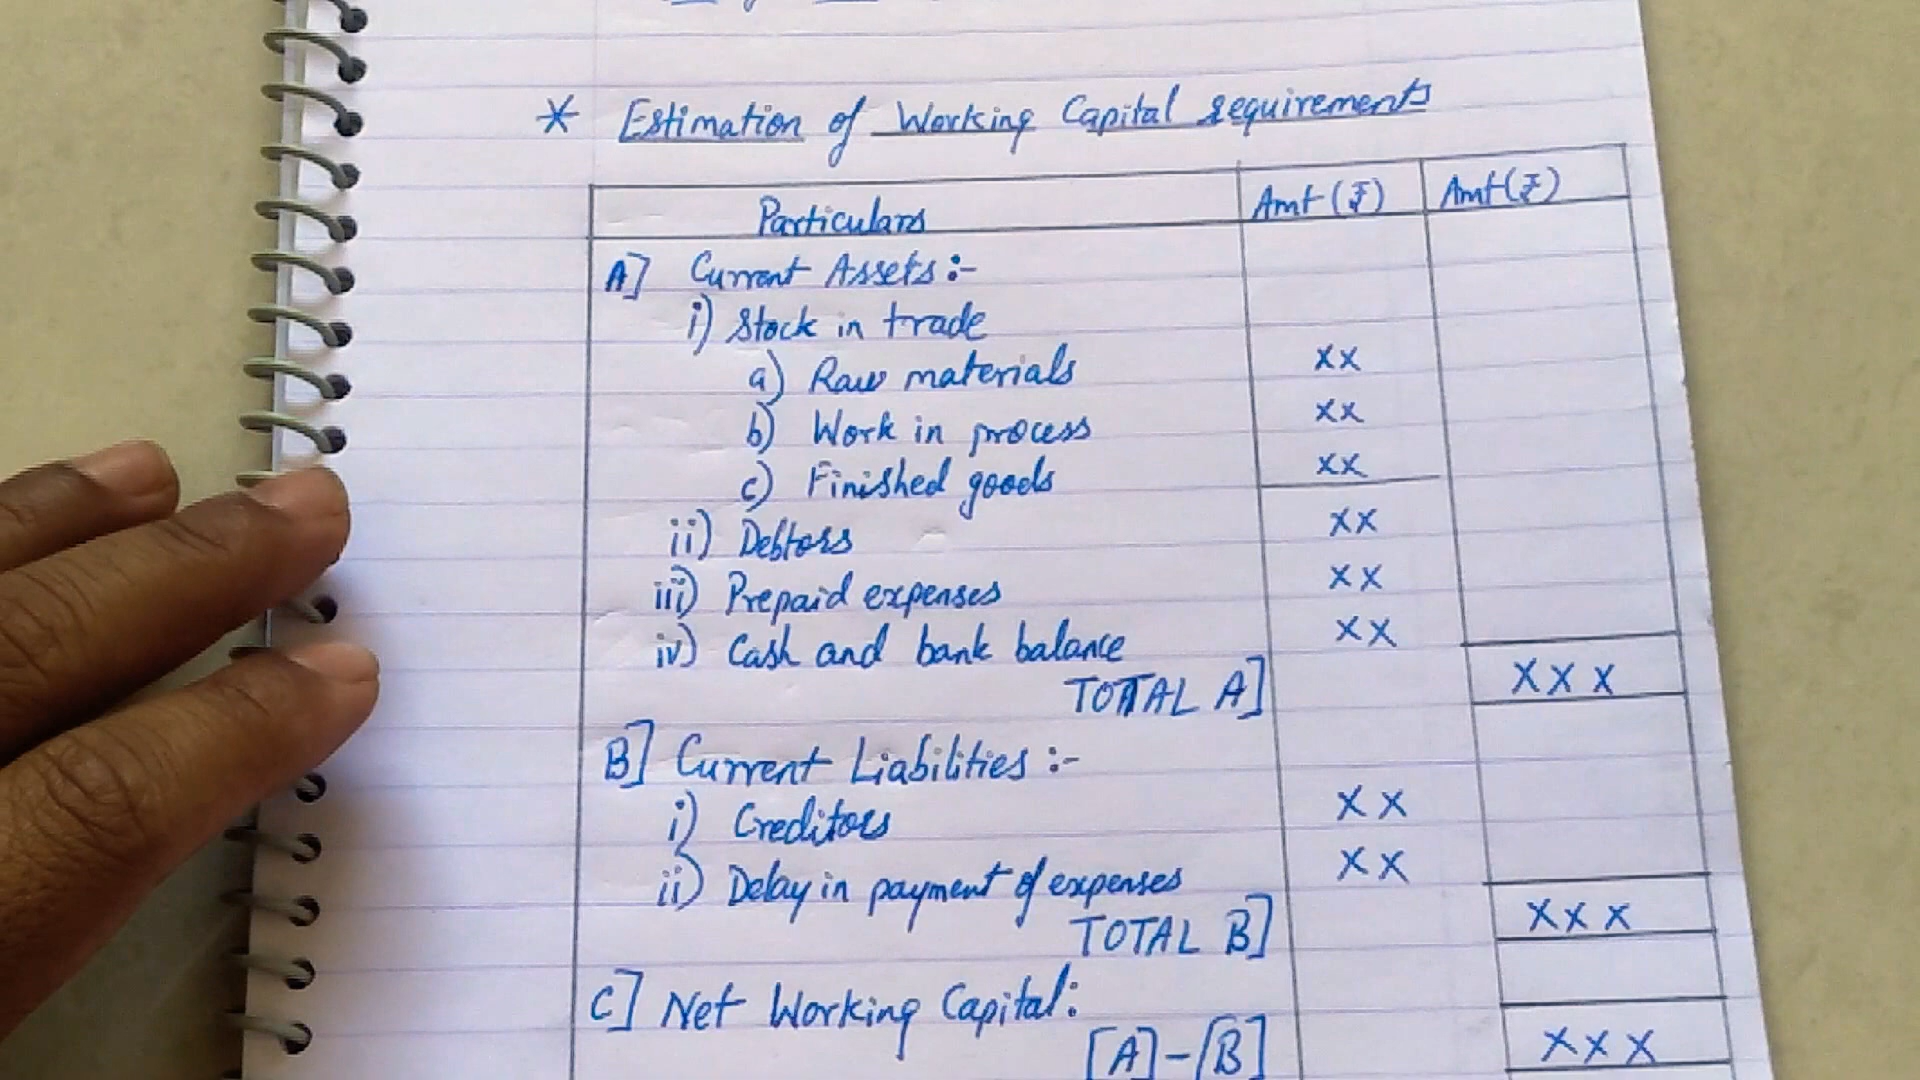 * Estimation of Working Capital requirements
Particulars Amt (₹) Amt (₹)
A] Current Assets :-
i) Stock in trade
a) Raw materials XX
b) Work in process XX
c) Finished goods XX
ii) Debtors XX
iii) Prepaid expenses XX
iv) Cash and bank balance XX
TOTAL A] XXX
B] Current Liabilities :-
i) Creditors XX
ii) Delay in payment of expenses XX
TOTAL B] XXX
C] Net Working Capital:
[A]-[B] XXX